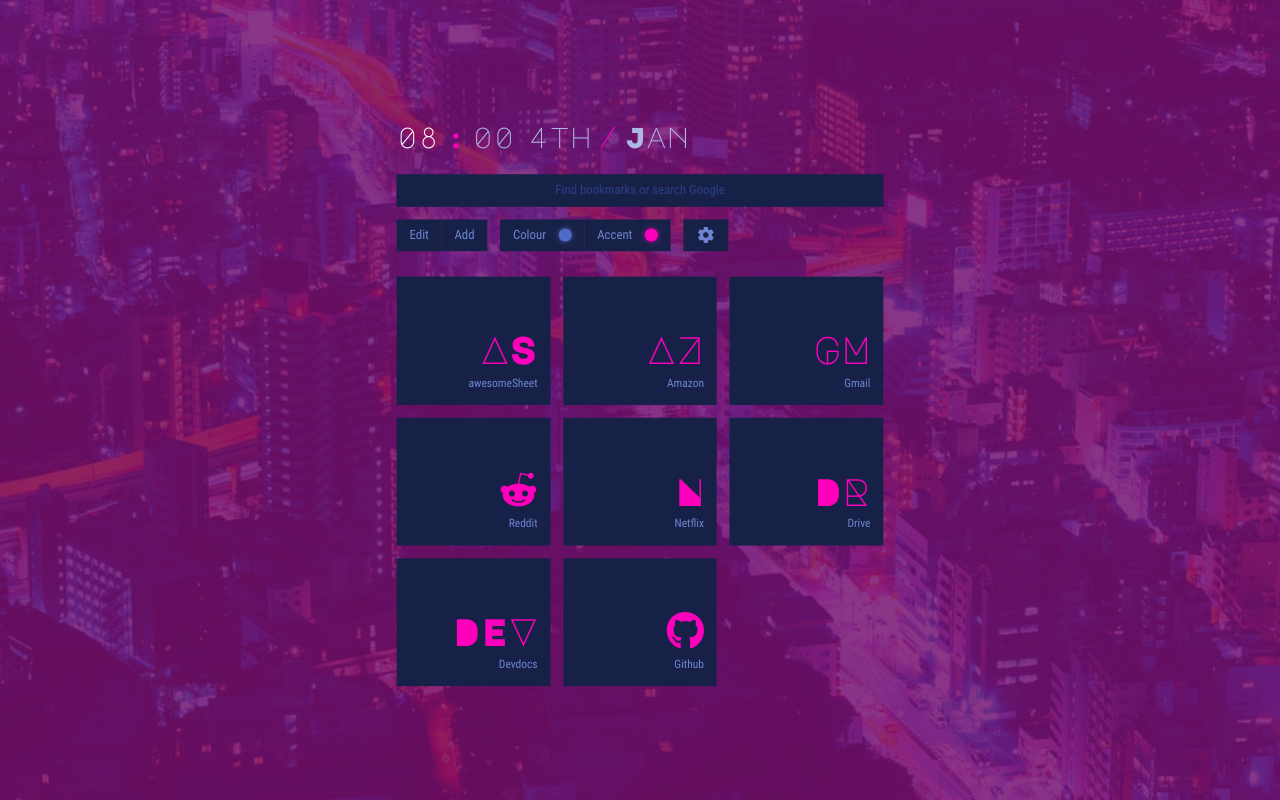 08 : 00 4TH / JAN
Find bookmarks or search Google
Edit Add Colour Accent
AS AZ GM
awesomeSheet Amazon Gmail
N DR
Reddit Netflix Drive
DEV
Devdocs Github